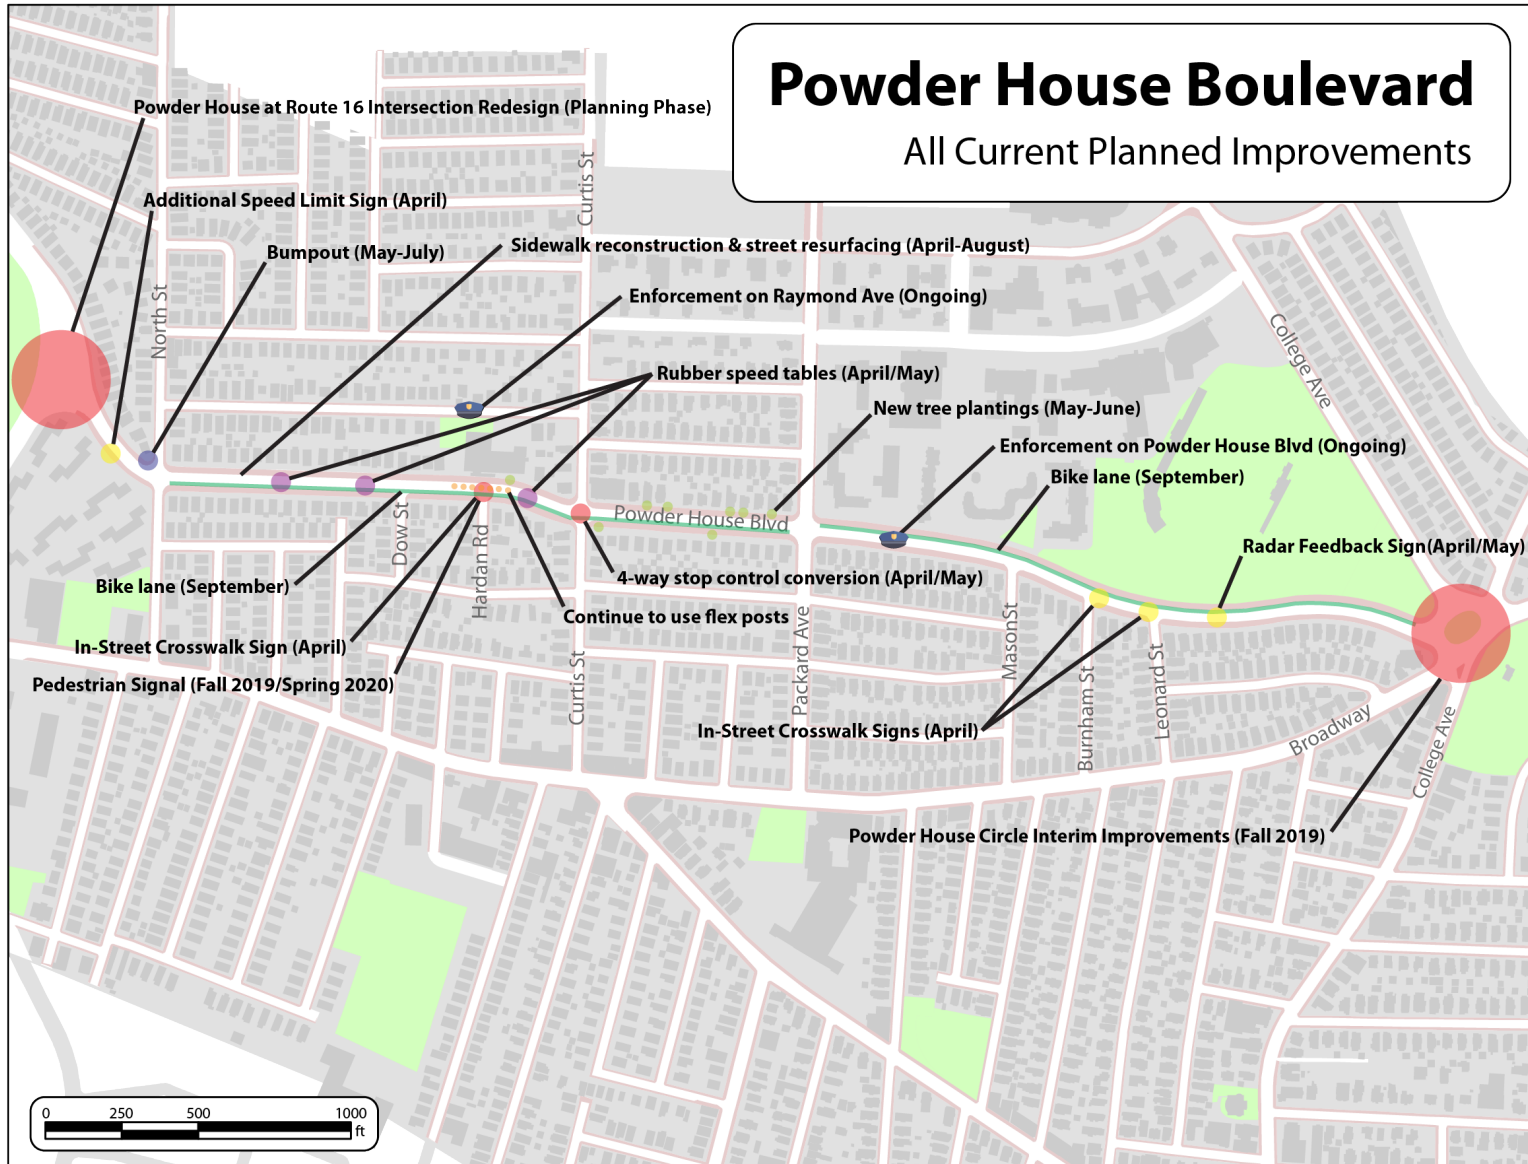 Powder House Boulevard
All Current Planned Improvements
Powder House at Route 16 Intersection Redesign (Planning Phase)
Additional Speed Limit Sign (April)
Bumpout (May-July)
Sidewalk reconstruction & street resurfacing (April-August)
Enforcement on Raymond Ave (Ongoing)
Rubber speed tables (April/May)
New tree plantings (May-June)
Enforcement on Powder House Blvd (Ongoing)
Bike lane (September)
Radar Feedback Sign(April/May)
Curtis St
North St
College Ave
Powder House Blvd
Dow St
Hardan Rd
Bike lane (September)
4-way stop control conversion (April/May)
Continue to use flex posts
In-Street Crosswalk Sign (April)
Pedestrian Signal (Fall 2019/Spring 2020)
Curtis St
Packard Ave
MasonSt
Burnham St
Leonard St
In-Street Crosswalk Signs (April)
Broadway
College Ave
Powder House Circle Interim Improvements (Fall 2019)
0 250 500 1000
ft